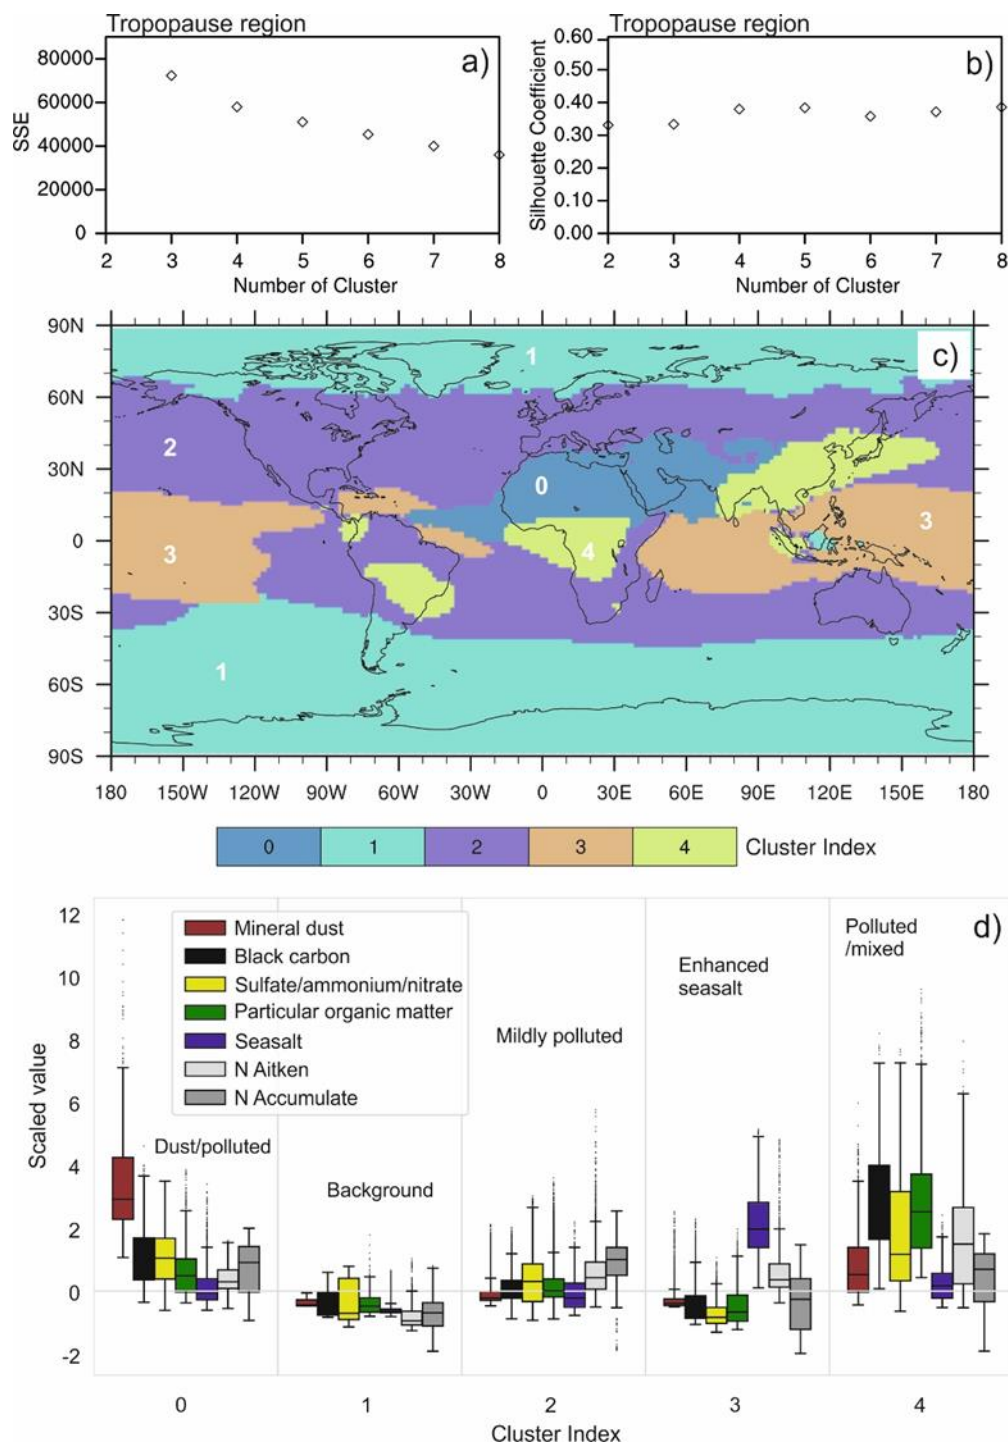 Tropopause region
a)
SSE
80000
60000
40000
20000
0
2 3 4 5 6 7 8
Number of Cluster
Tropopause region
b)
Silhouette Coefficient
0.60
0.50
0.40
0.30
0.20
0.10
0.00
2 3 4 5 6 7 8
Number of Cluster
c)
90N
60N
30N
0
30S
60S
90S
1
2
0
3
3
4
1
180 150W 120W 90W 60W 30W 0 30E 60E 90E 120E 150E 180
0 1 2 3 4 Cluster Index
d)
Scaled value
12
10
8
6
4
2
0
-2
Mineral dust
Black carbon
Sulfate/ammonium/nitrate
Particular organic matter
Seasalt
N Aitken
N Accumulate
Dust/polluted
Background
Mildly polluted
Enhanced
seasalt
Polluted
/mixed
0 1 2 3 4
Cluster Index